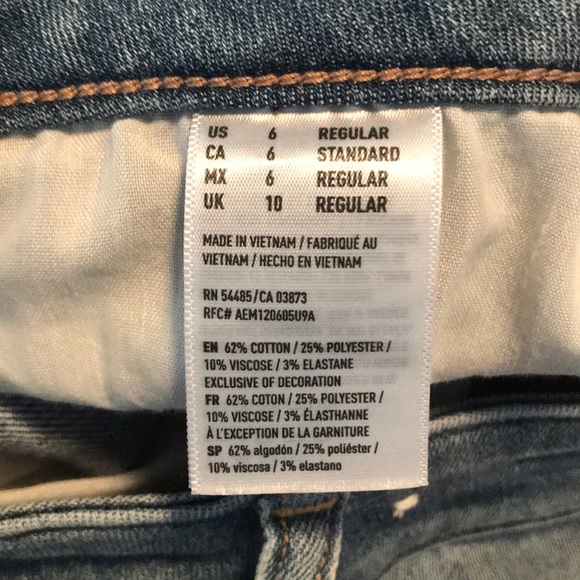 US 6 REGULAR
CA 6 STANDARD
MX 6 REGULAR
UK 10 REGULAR
MADE IN VIETNAM / FABRIQUÉ AU
VIETNAM / HECHO EN VIETNAM
RN 54485/CA 03873
RFC# AEM120605U9A
EN 62% COTTON / 25% POLYESTER /
10% VISCOSE / 3% ELASTANE
EXCLUSIVE OF DECORATION
FR 62% COTON / 25% POLYESTER /
10% VISCOSE / 3% ÉLASTHANNE
À L'EXCEPTION DE LA GARNITURE
SP 62% algodón / 25% poliéster /
10% viscosa / 3% elastano